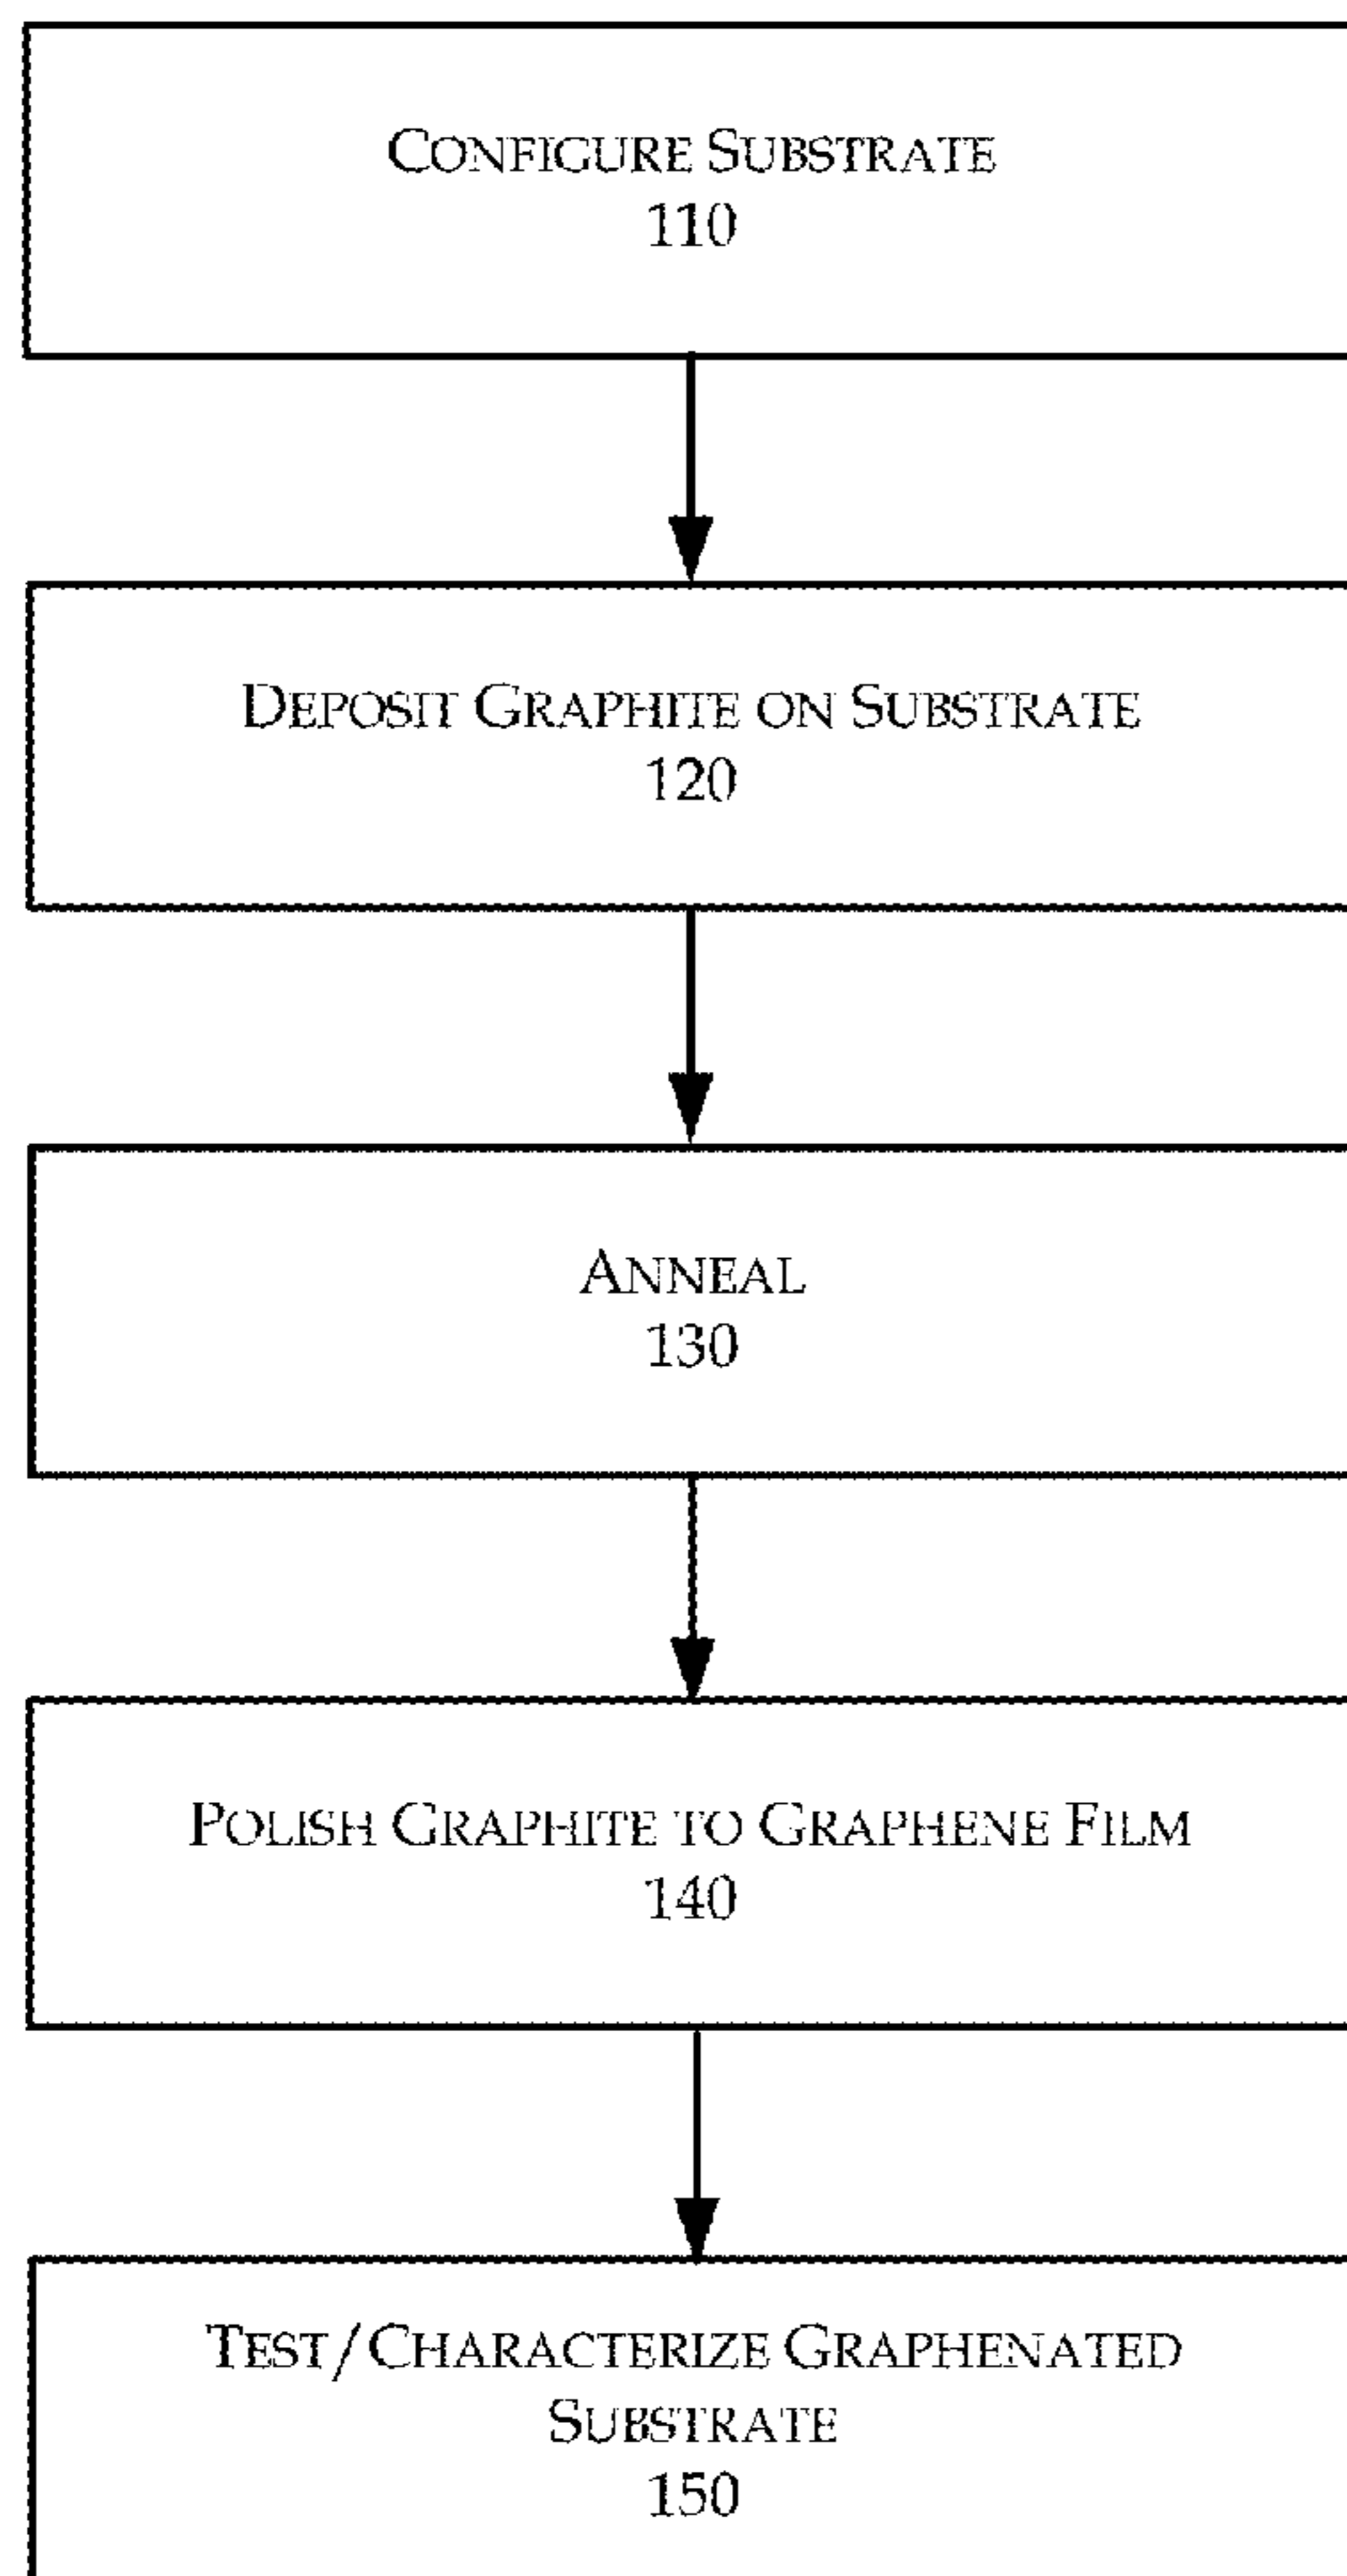 CONFIGURE SUBSTRATE
110
DEPOSIT GRAPHITE ON SUBSTRATE
120
ANNEAL
130
POLISH GRAPHITE TO GRAPHENE FILM
140
TEST/CHARACTERIZE GRAPHENATED
SUBSTRATE
150